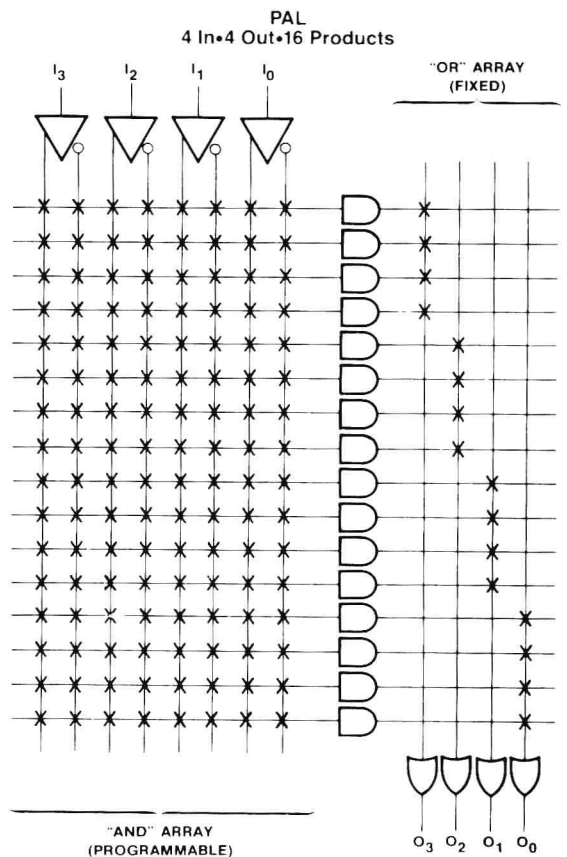 PAL
4 In•4 Out•16 Products
"OR" ARRAY
(FIXED)
I3 I2 I1 I0
"AND" ARRAY
(PROGRAMMABLE)
O3 O2 O1 O0